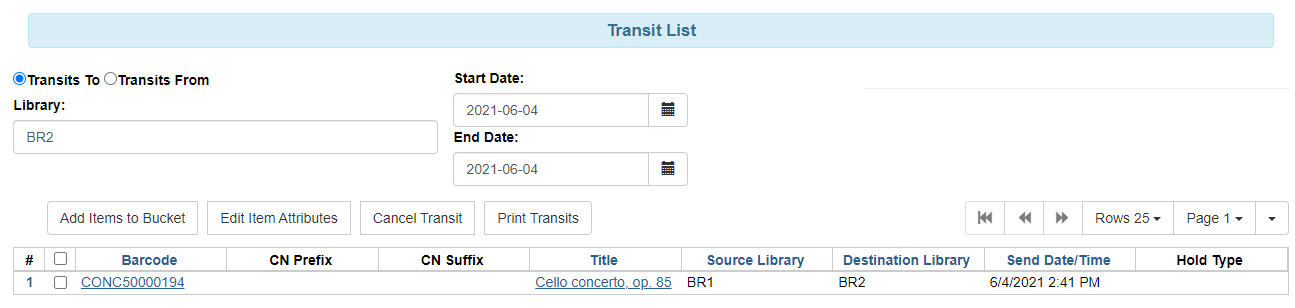 Transit List
Transits To Transits From
Library:
BR2
Start Date:
2021-06-04
End Date:
2021-06-04
Add Items to Bucket Edit Item Attributes Cancel Transit Print Transits Rows 25 Page 1
# Barcode CN Prefix CN Suffix Title Source Library Destination Library Send Date/Time Hold Type
1 CONC50000194 Cello concerto, op. 85 BR1 BR2 6/4/2021 2:41 PM